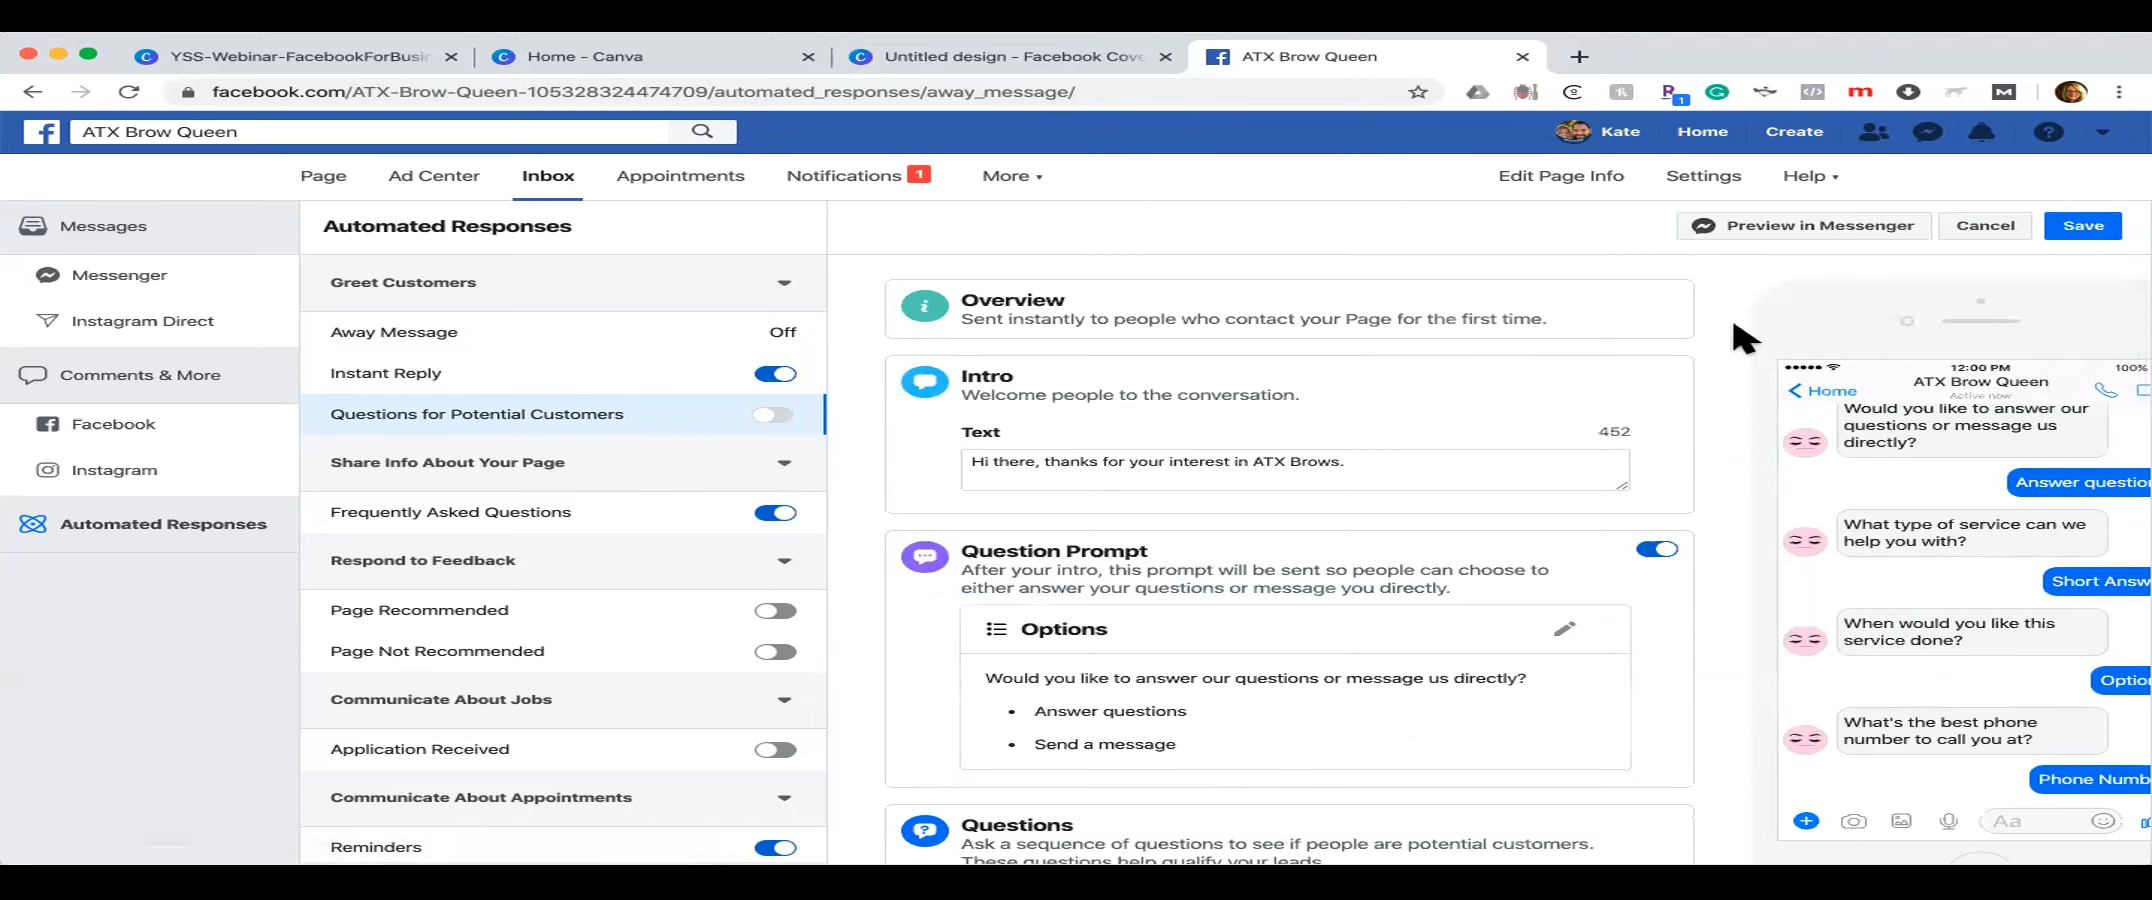 YSS-Webinar-FacebookForBusir
Home - Canva
Untitled design - Facebook Cove
ATX Brow Queen
facebook.com/ATX-Brow-Queen-105328324474709/automated_responses/away_message/
1
ATX Brow Queen
Kate
Home
Create
Page
Ad Center
Inbox
Appointments
Notifications
1
More
Edit Page Info
Settings
Help
Messages
Messenger
Instagram Direct
Comments & More
Facebook
Instagram
Automated Responses
Automated Responses
Greet Customers
Away Message
Off
Instant Reply
Questions for Potential Customers
Share Info About Your Page
Frequently Asked Questions
Respond to Feedback
Page Recommended
Page Not Recommended
Communicate About Jobs
Application Received
Communicate About Appointments
Reminders
Preview in Messenger
Cancel
Save
Overview
Sent instantly to people who contact your Page for the first time.
Intro
Welcome people to the conversation.
Text
452
Hi there, thanks for your interest in ATX Brows.
Question Prompt
After your intro, this prompt will be sent so people can choose to
either answer your questions or message you directly.
Options
Would you like to answer our questions or message us directly?
• Answer questions
• Send a message
Questions
Ask a sequence of questions to see if people are potential customers.
These questions help qualify your leads.
12:00 PM
100%
Home
ATX Brow Queen
Active now
Would you like to answer our
questions or message us
directly?
Answer question
What type of service can we
help you with?
Short Answ
When would you like this
service done?
Option
What's the best phone
number to call you at?
Phone Numb
Aa